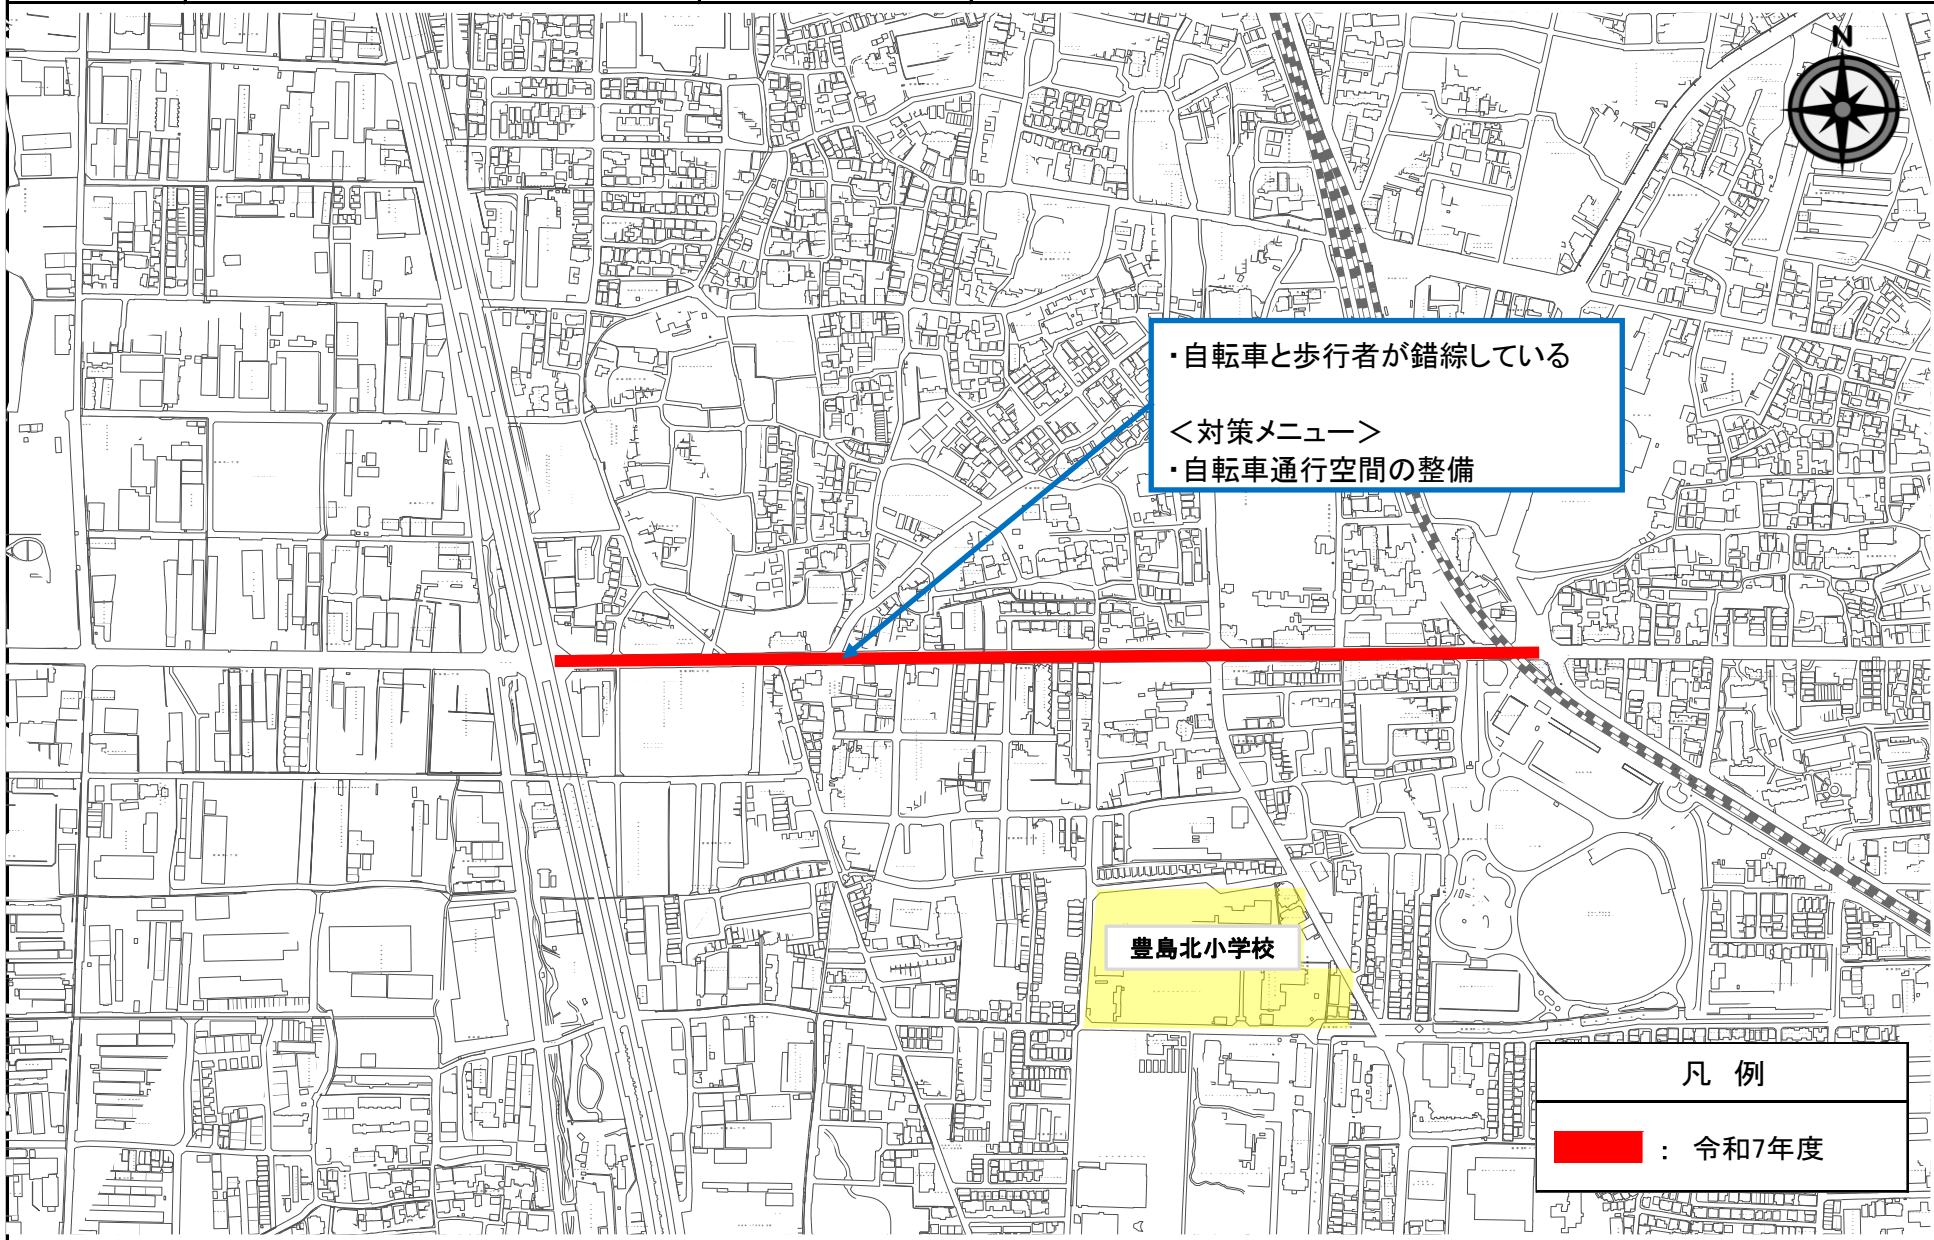 N
・自転車と歩行者が錯綜している
＜対策メニュー＞
・自転車通行空間の整備
豊島北小学校
凡 例
： 令和7年度